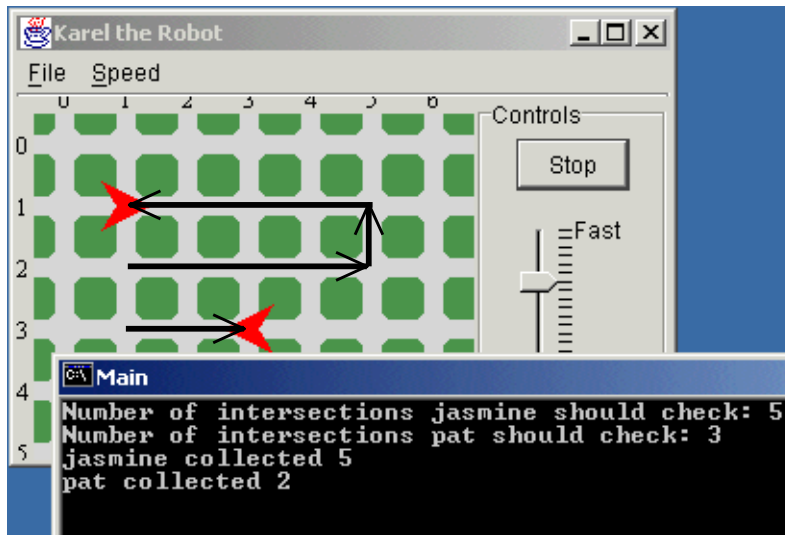 Karel the Robot
File Speed
0 1 2 3 4 5 6
0
1
2
3
4
5
Controls
Stop
Fast
Main
Number of intersections jasmine should check: 5
Number of intersections pat should check: 3
jasmine collected 5
pat collected 2